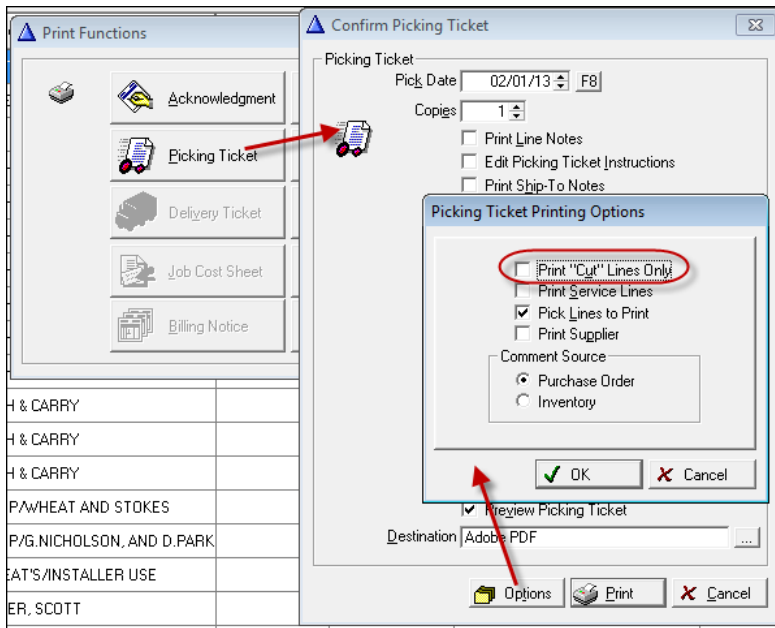 Print Functions
Acknowledgment
Picking Ticket
Delivery Ticket
Job Cost Sheet
Billing Notice
H & CARRY
H & CARRY
H & CARRY
P/WHEAT AND STOKES
P/G.NICHOLSON, AND D.PARK
EAT'S/INSTALLER USE
ER, SCOTT
Confirm Picking Ticket
Picking Ticket
Pick Date 02/01/13 F8
Copies 1
Print Line Notes
Edit Picking Ticket Instructions
Print Ship-To Notes
Picking Ticket Printing Options
Print "Cut" Lines Only
Print Service Lines
Pick Lines to Print
Print Supplier
Comment Source
Purchase Order
Inventory
OK Cancel
Preview Picking Ticket
Destination Adobe PDF ...
Options Print Cancel